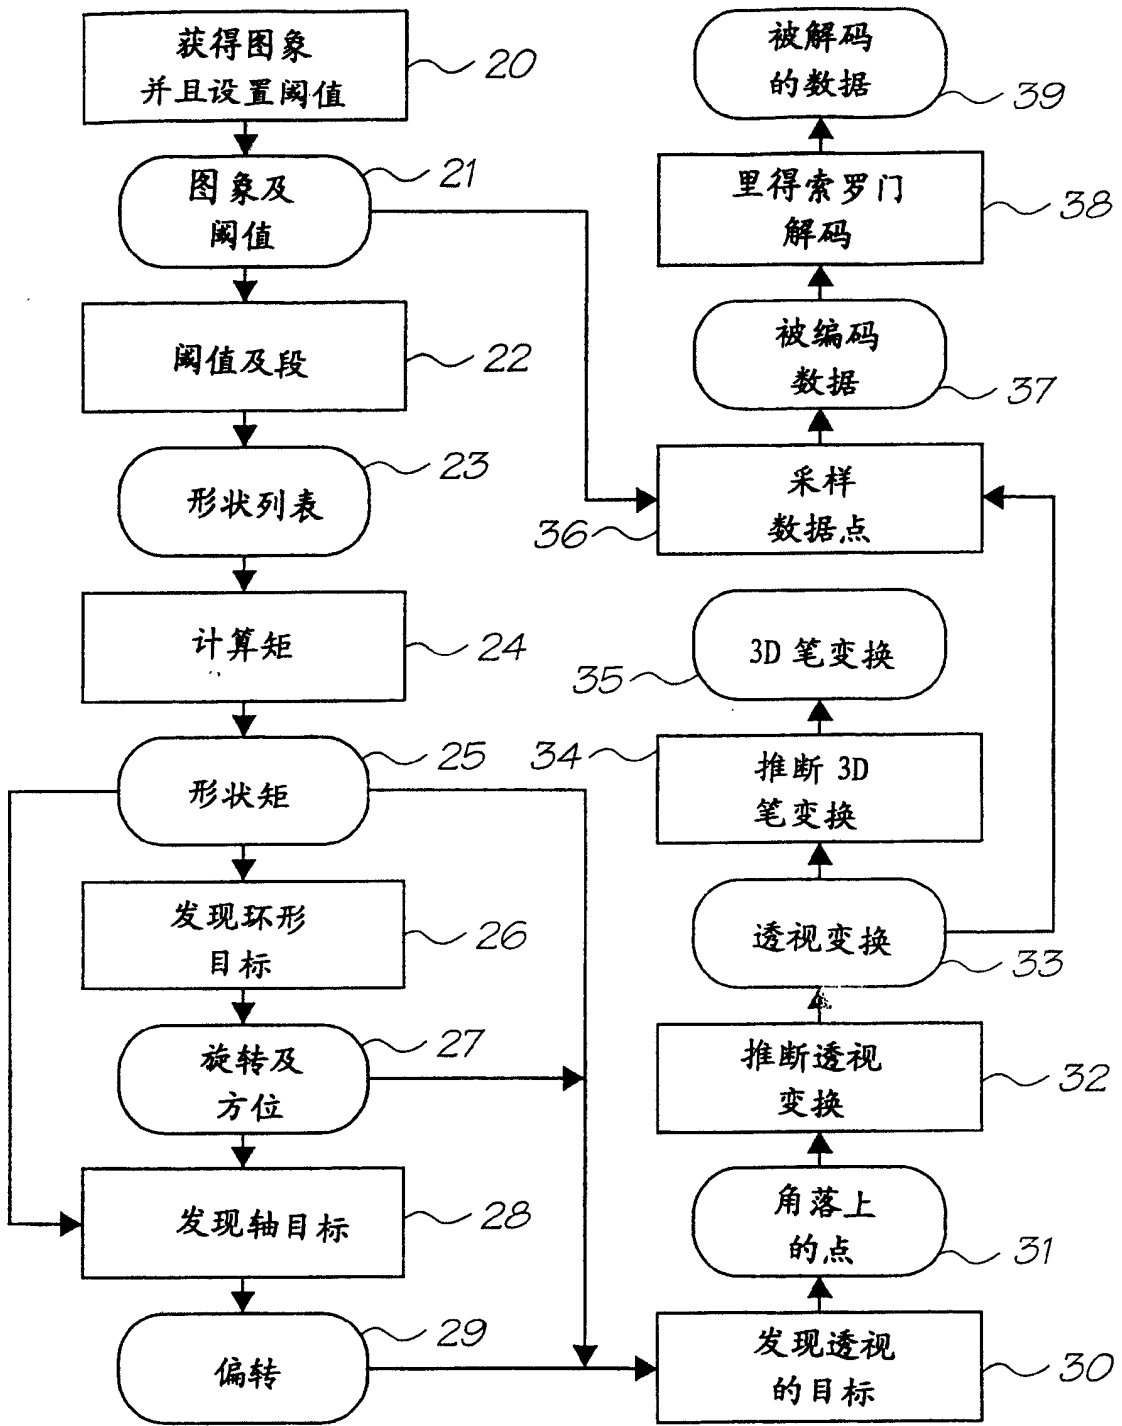 获得图象
并且设置阈值
20
图象及
阈值
21
阈值及段
22
形状列表
23
计算矩
24
形状矩
25
发现环形
目标
26
旋转及
方位
27
发现轴目标
28
偏转
29
被解码
的数据
39
里得索罗门
解码
38
被编码
数据
37
采样
数据点
36
3D 笔变换
35
推断 3D
笔变换
34
透视变换
33
推断透视
变换
32
角落上
的点
31
发现透视
的目标
30